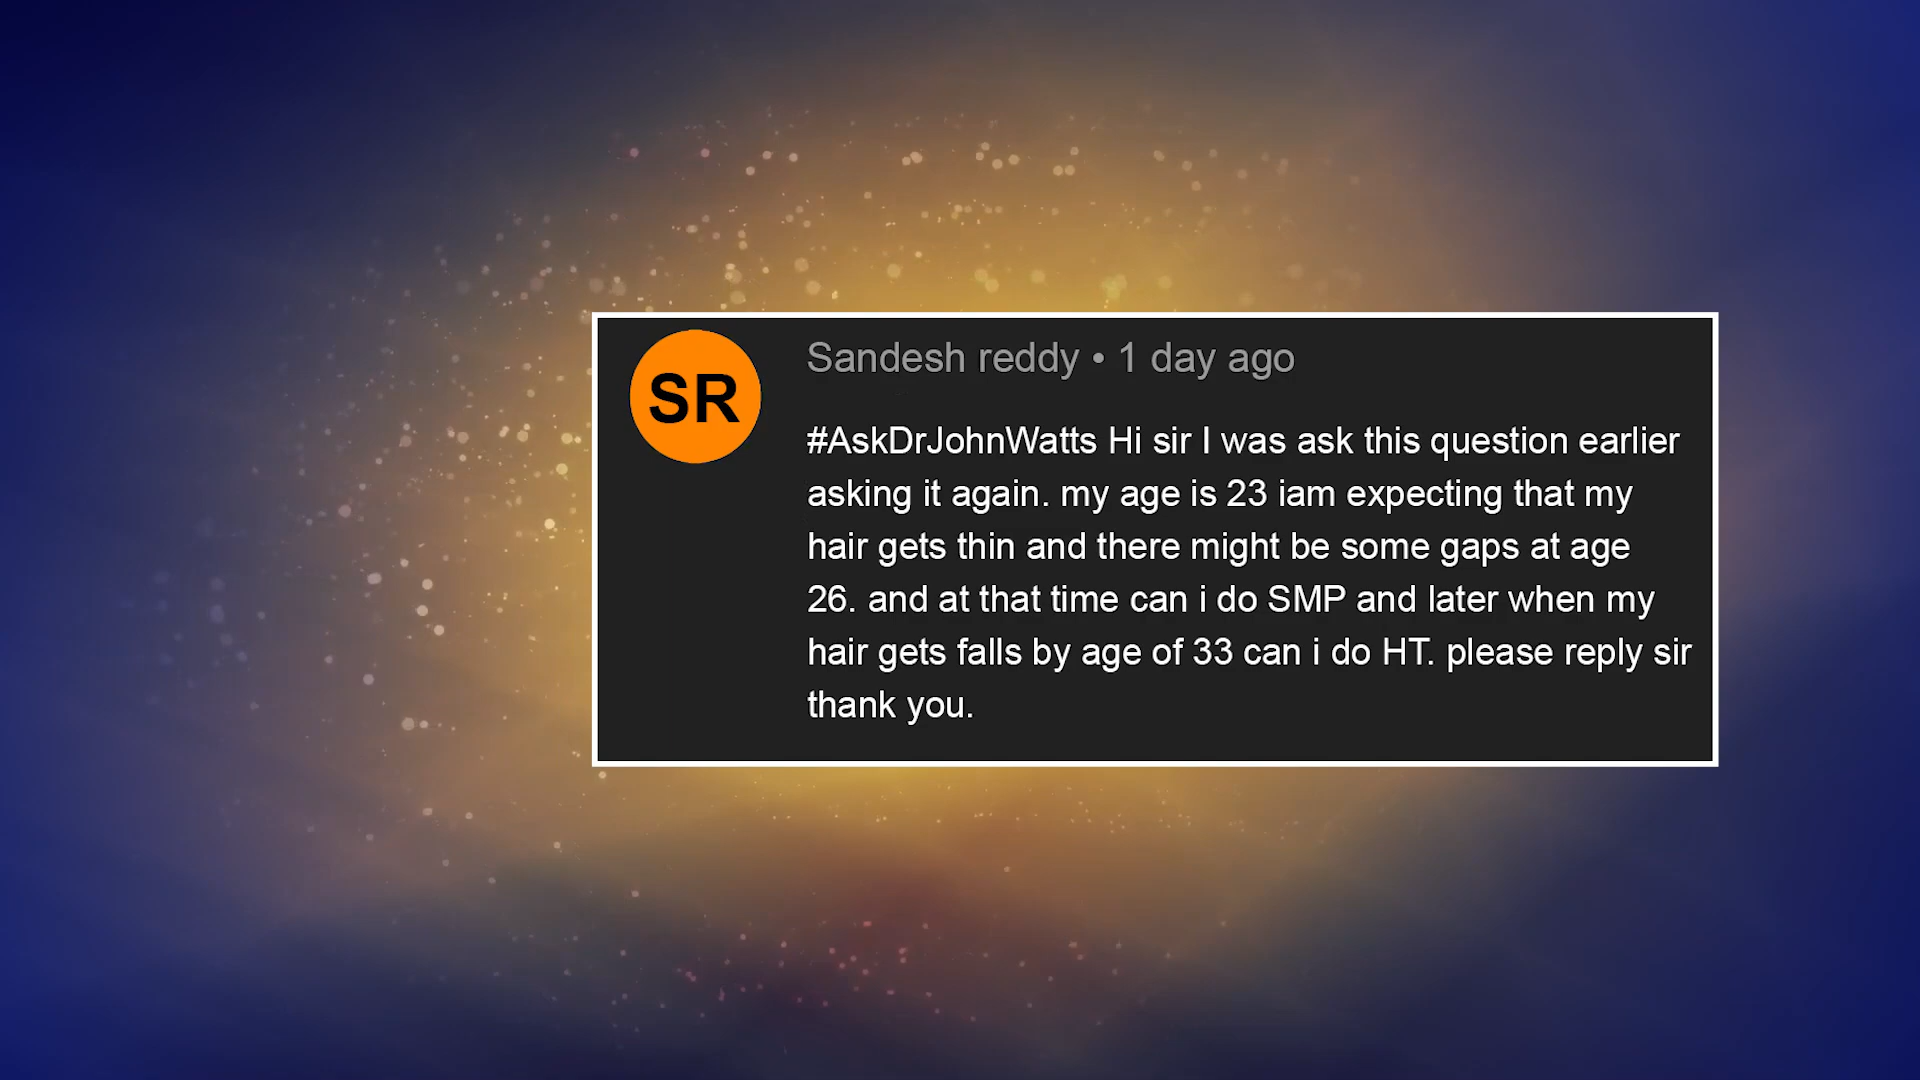 SR
Sandesh reddy • 1 day ago
#AskDrJohnWatts Hi sir I was ask this question earlier
asking it again. my age is 23 iam expecting that my
hair gets thin and there might be some gaps at age
26. and at that time can i do SMP and later when my
hair gets falls by age of 33 can i do HT. please reply sir
thank you.